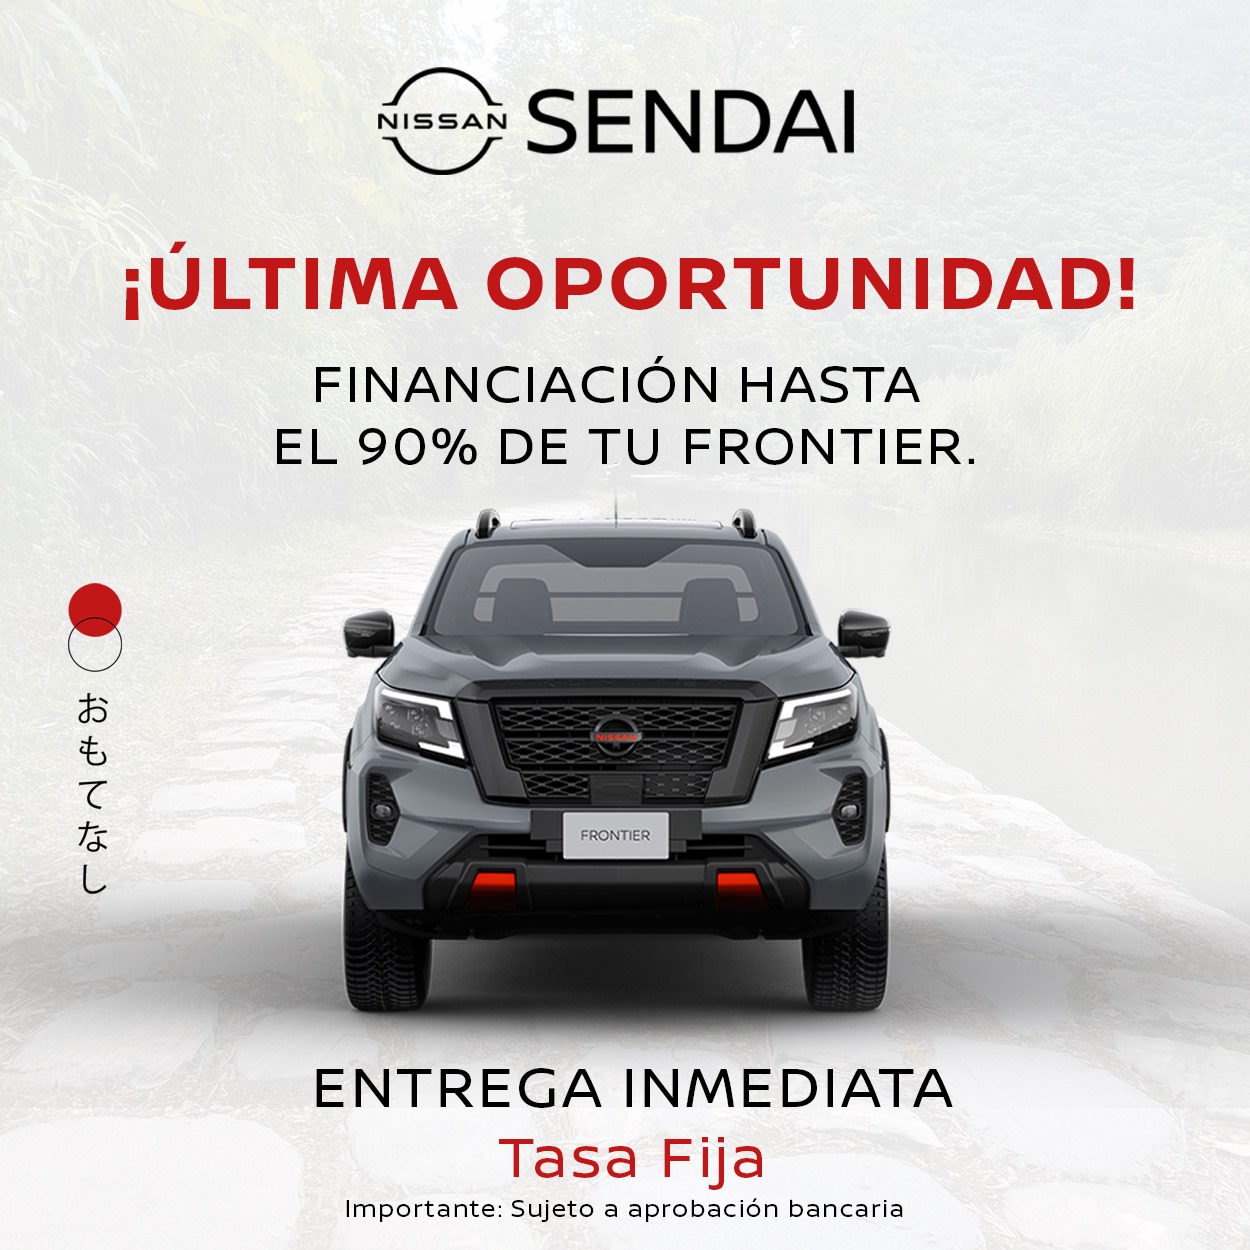 NISSAN SENDAI
¡ÚLTIMA OPORTUNIDAD!
FINANCIACIÓN HASTA
EL 90% DE TU FRONTIER.
おもてなし
NISSAN
FRONTIER
ENTREGA INMEDIATA
Tasa Fija
Importante: Sujeto a aprobación bancaria